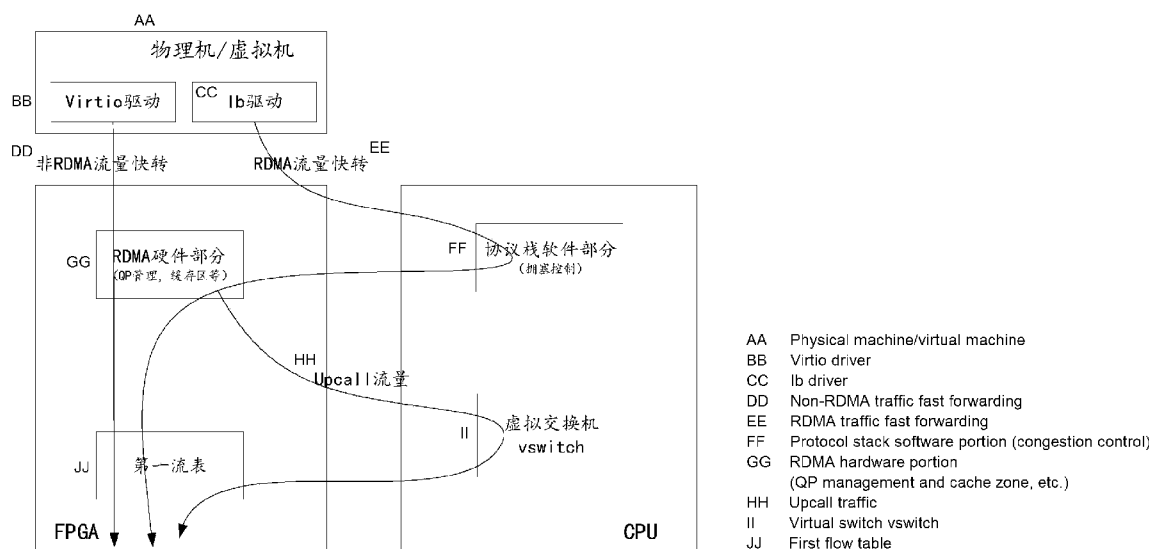 AA
物理机/虚拟机
BB
Virtio驱动
CC
Ib驱动
DD
非RDMA流量快转
RDMA流量快转
EE
GG
RDMA硬件部分
(QP管理，缓存区等)
FF
协议栈软件部分
(拥塞控制)
HH
Upcall流量
II
虚拟交换机
vswitch
JJ
第一流表
FPGA
CPU
AA Physical machine/virtual machine
BB Virtio driver
CC Ib driver
DD Non-RDMA traffic fast forwarding
EE RDMA traffic fast forwarding
FF Protocol stack software portion (congestion control)
GG RDMA hardware portion
(QP management and cache zone, etc.)
HH Upcall traffic
II Virtual switch vswitch
JJ First flow table